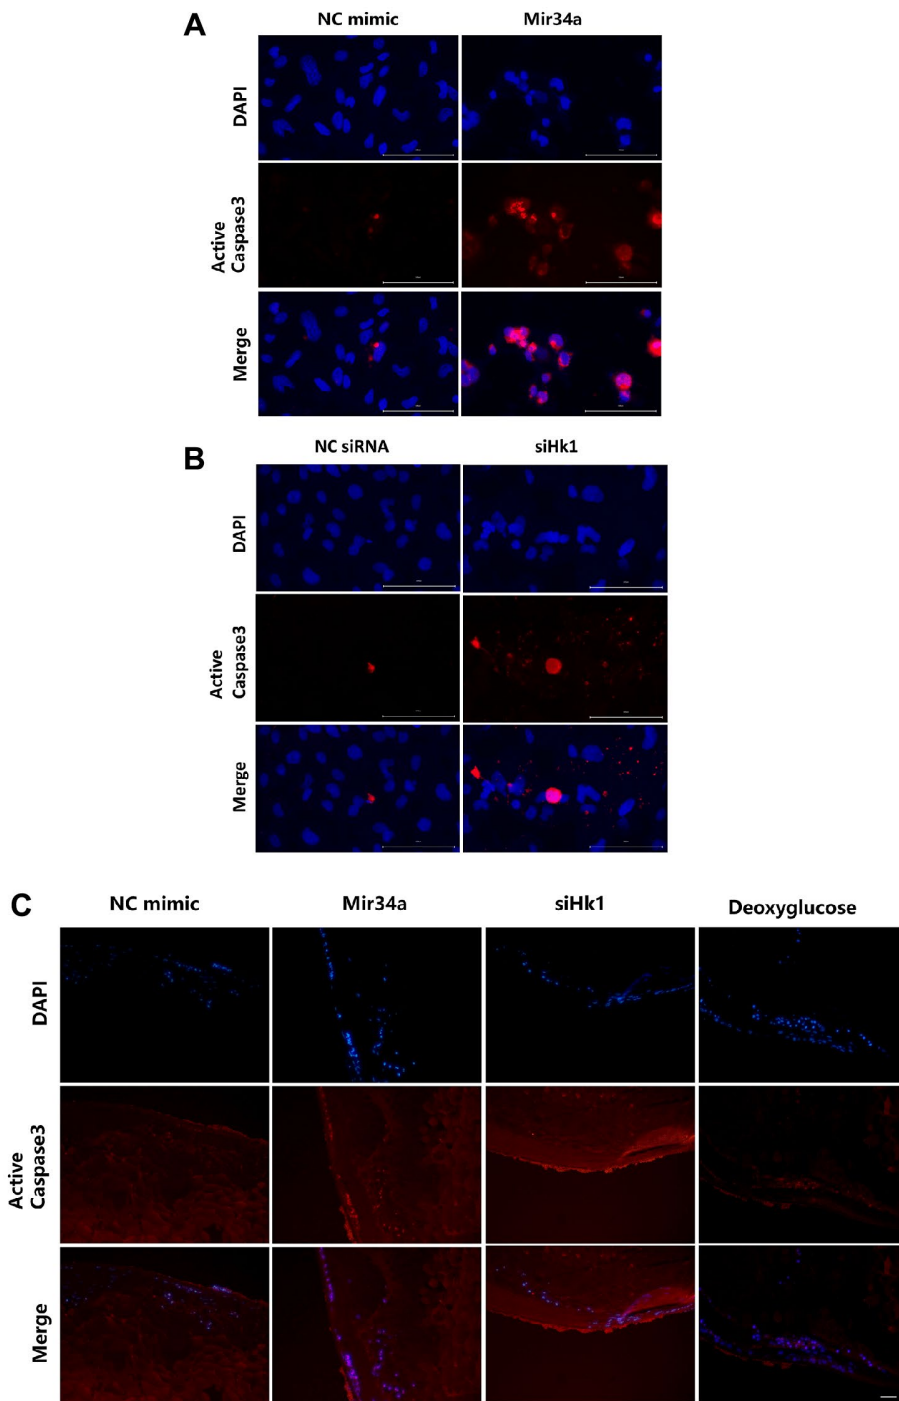 A
NC mimic
Mir34a
DAPI
Active
Caspase3
Merge
B
NC siRNA
siHk1
DAPI
Active
Caspase3
Merge
C
NC mimic
Mir34a
siHk1
Deoxyglucose
DAPI
Active
Caspase3
Merge